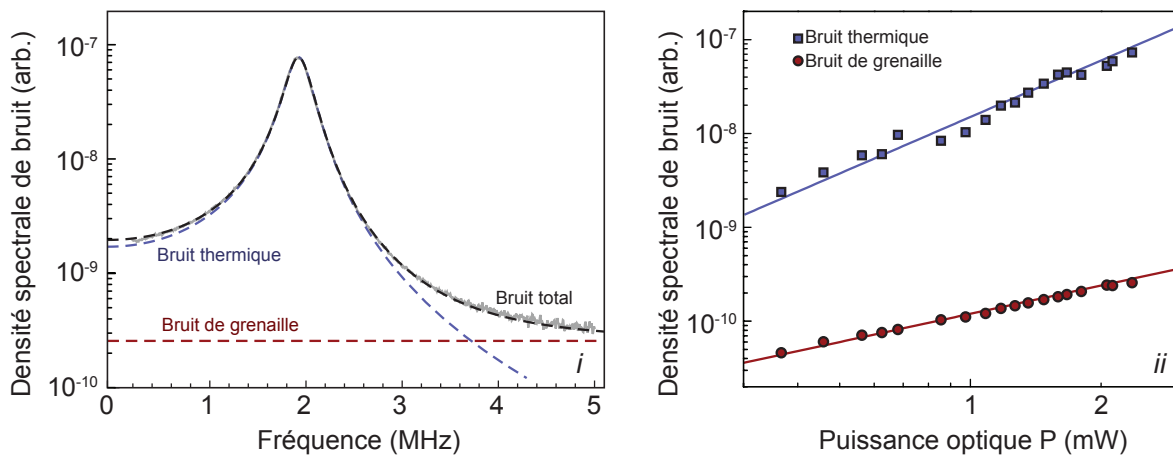 Densité spectrale de bruit (arb.)
10-7
10-8
10-9
10-10
Bruit thermique
Bruit total
Bruit de grenaille
i
0 1 2 3 4 5
Fréquence (MHz)
Densité spectrale de bruit (arb.)
10-7
10-8
10-9
10-10
Bruit thermique
Bruit de grenaille
ii
1 2
Puissance optique P (mW)